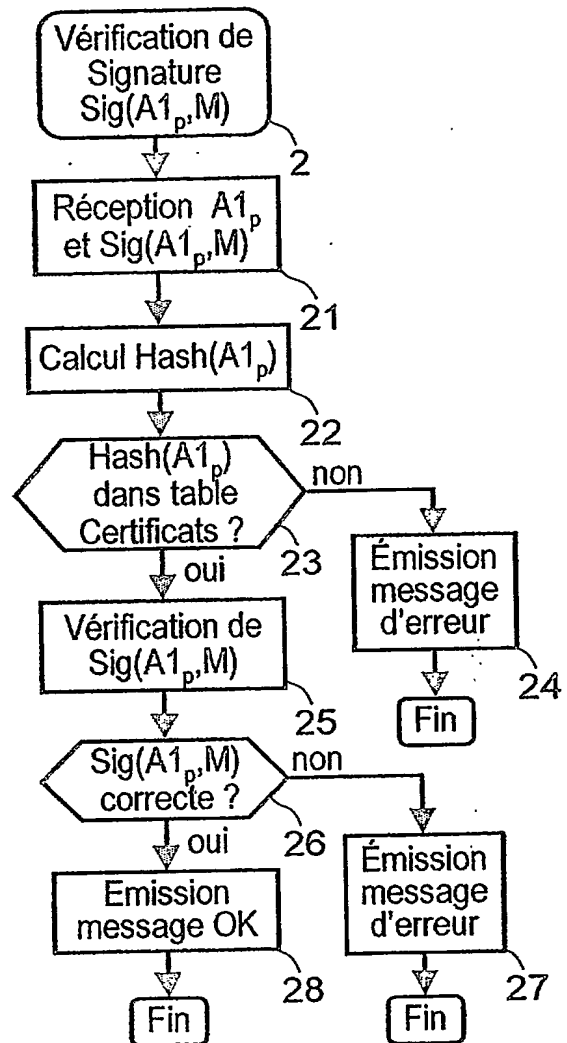 Vérification de
Signature
Sig(A1p,M)
2
Réception A1p
et Sig(A1p,M)
21
Calcul Hash(A1p)
22
Hash(A1p)
dans table
Certificats ?
non
23
oui
Émission
message
d'erreur
24
Fin
Vérification de
Sig(A1p,M)
25
Sig(A1p,M)
correcte ?
non
26
oui
Émission
message
d'erreur
27
Fin
Emission
message OK
28
Fin